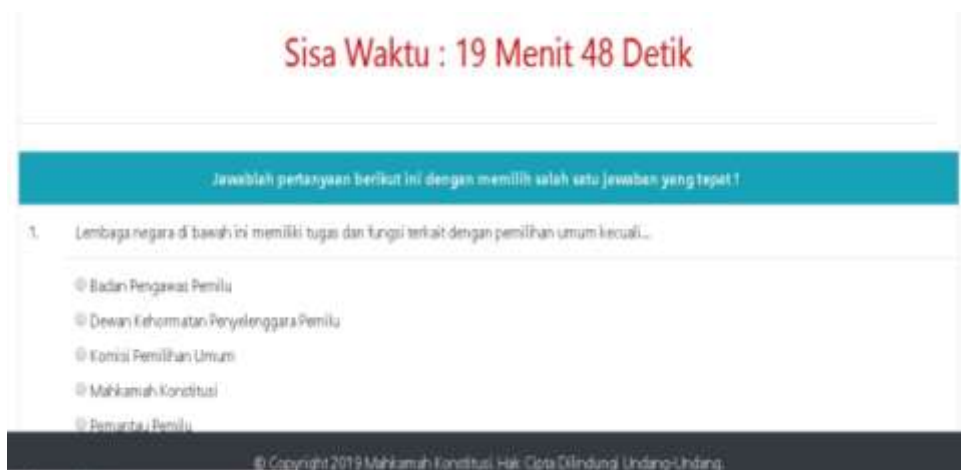 Sisa Waktu : 19 Menit 48 Detik
Jawablah pertanyaan berikut ini dengan memilih salah satu jawaban yang tepat !
1. Lembaga negara di bawah ini memiliki tugas dan fungsi terkait dengan pemilihan umum kecuali...
Badan Pengawas Pemilu
Dewan Kehormatan Penyelenggara Pemilu
Komisi Pemilihan Umum
Mahkamah Konstitusi
Pemantau Pemilu
© Copyright 2019 Mahkamah Konstitusi. Hak Cipta Dilindungi Undang-Undang.